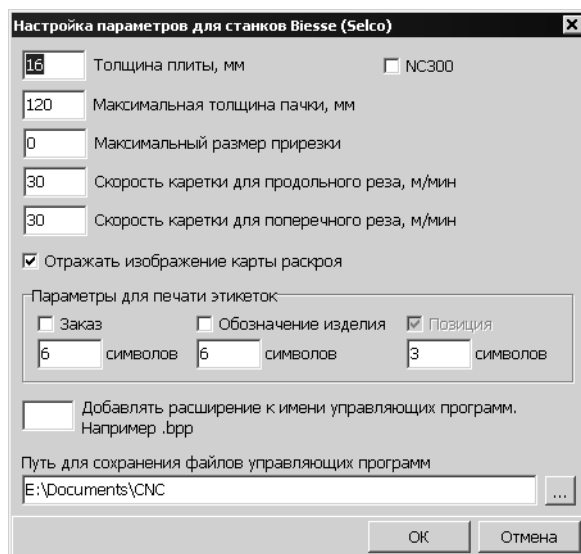 Настройка параметров для станков Biesse (Selco)
16 Толщина плиты, мм NC300
120 Максимальная толщина пачки, мм
0 Максимальный размер прирезки
30 Скорость каретки для продольного реза, м/мин
30 Скорость каретки для поперечного реза, м/мин
Отражать изображение карты раскроя
Параметры для печати этикеток
Заказ Обозначение изделия Позиция
6 символов 6 символов 3 символов
Добавлять расширение к имени управляющих программ.
Например .bpp
Путь для сохранения файлов управляющих программ
E:\Documents\CNC ...
ОК Отмена